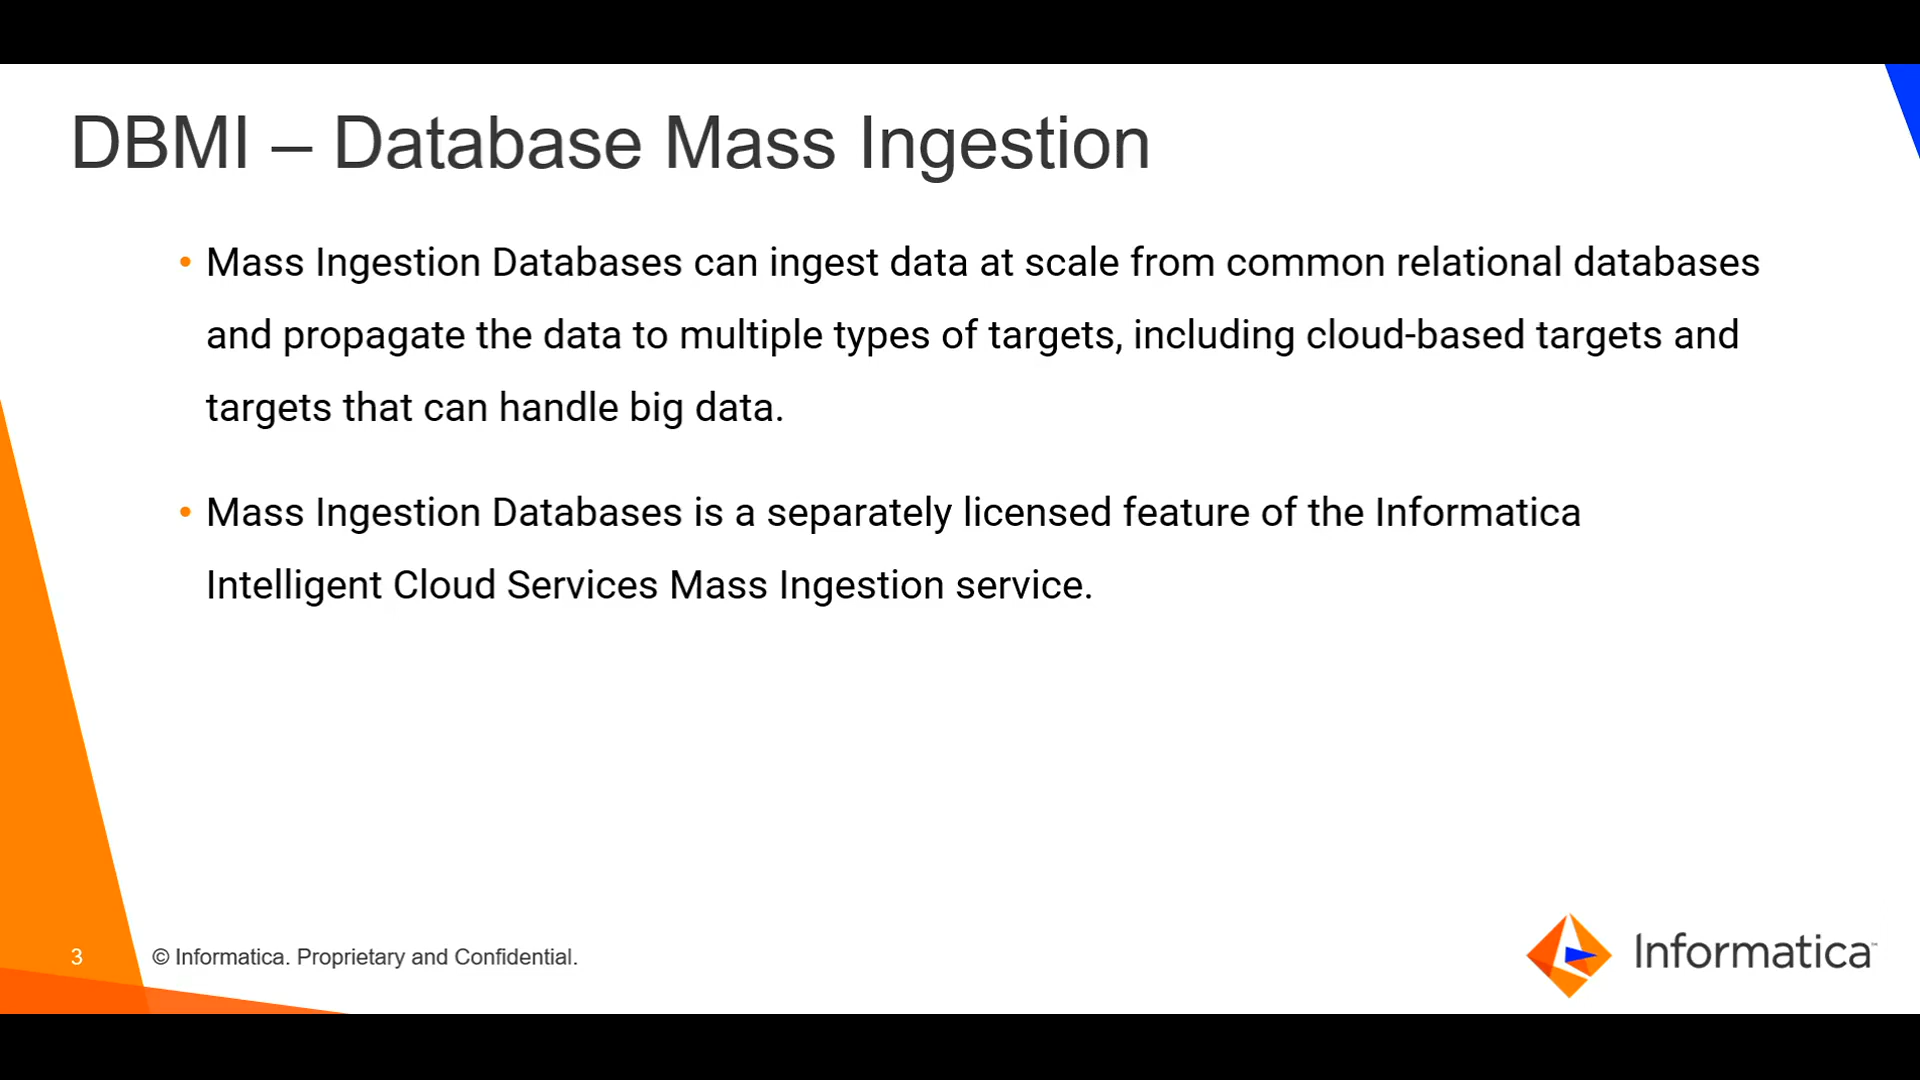 DBMI – Database Mass Ingestion
• Mass Ingestion Databases can ingest data at scale from common relational databases
and propagate the data to multiple types of targets, including cloud-based targets and
targets that can handle big data.
• Mass Ingestion Databases is a separately licensed feature of the Informatica
Intelligent Cloud Services Mass Ingestion service.
3 © Informatica. Proprietary and Confidential.
Informatica™